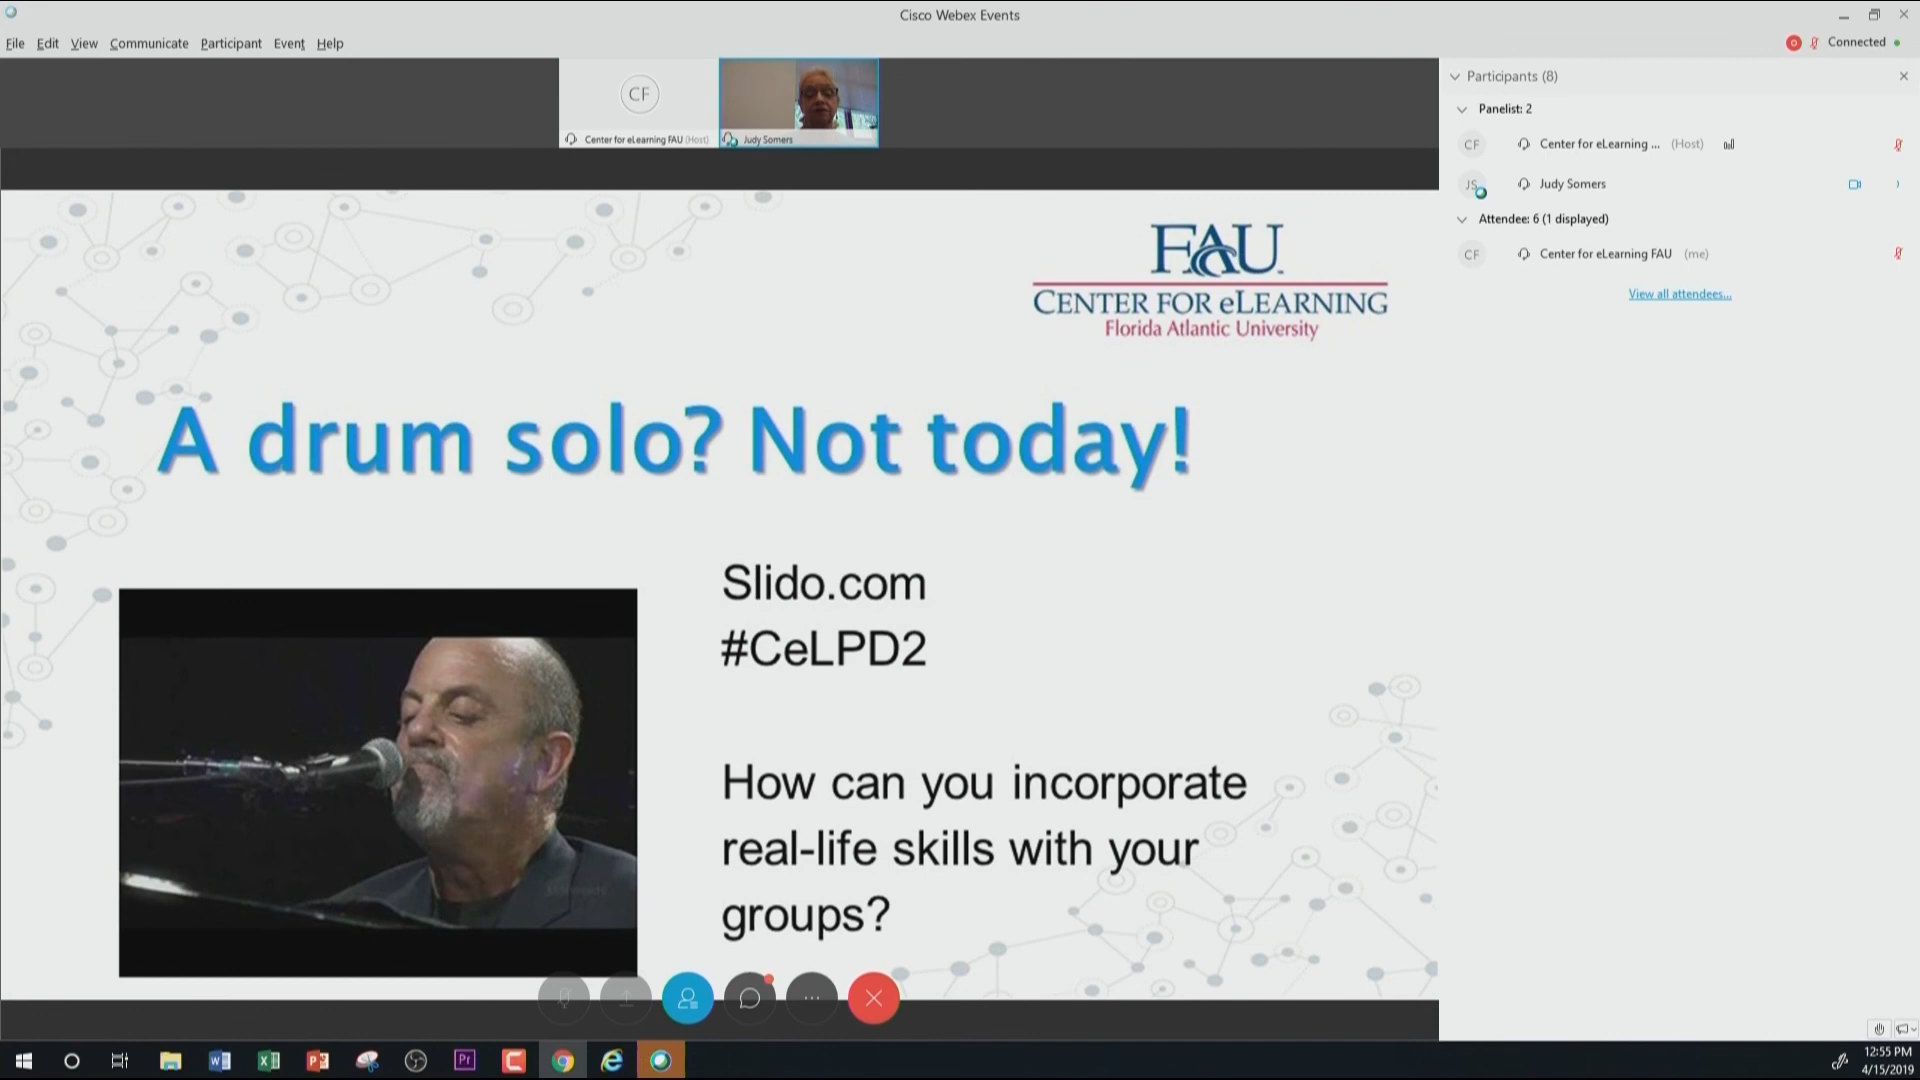 Cisco Webex Events
File Edit View Communicate Participant Event Help
Connected
CF
Center for eLearning FAU (Host)
Judy Somers
Participants (8)
Panelist: 2
CF Center for eLearning ... (Host)
JS Judy Somers
Attendee: 6 (1 displayed)
CF Center for eLearning FAU (me)
View all attendees...
FAU
CENTER FOR eLEARNING
Florida Atlantic University
A drum solo? Not today!
Slido.com
#CeLPD2
How can you incorporate
real-life skills with your
groups?
Pr
12:55 PM
4/15/2019